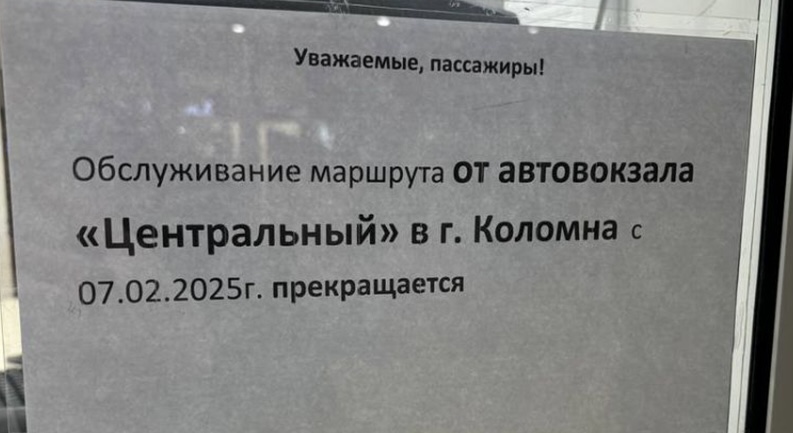 Уважаемые, пассажиры!
Обслуживание маршрута от автовокзала
«Центральный» в г. Коломна с
07.02.2025г. прекращается